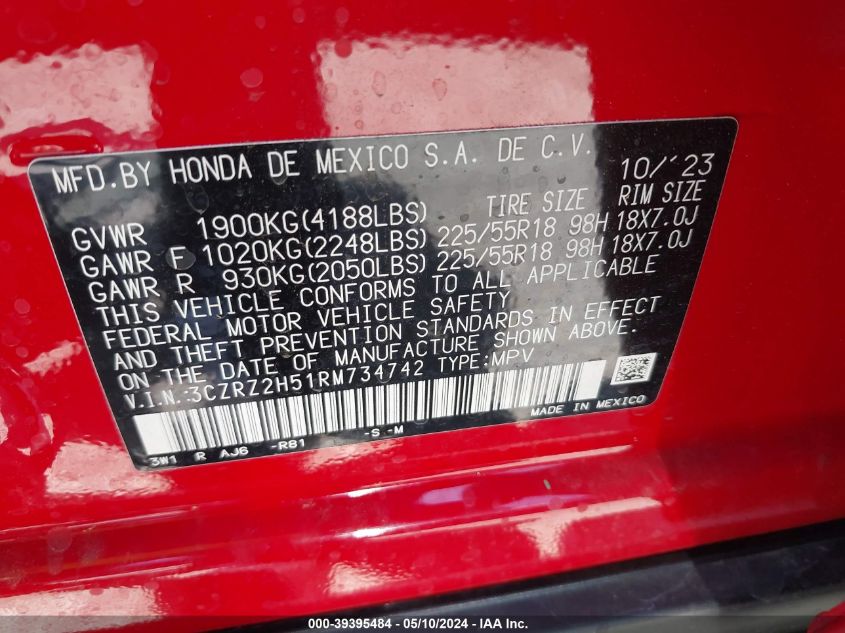 MFD.BY HONDA DE MEXICO S.A. DE C.V. 10/'23
TIRE SIZE RIM SIZE
GVWR 1900KG(4188LBS)
GAWR F 1020KG(2248LBS) 225/55R18 98H 18X7.0J
GAWR R 930KG(2050LBS) 225/55R18 98H 18X7.0J
THIS VEHICLE CONFORMS TO ALL APPLICABLE
FEDERAL MOTOR VEHICLE SAFETY
AND THEFT PREVENTION STANDARDS IN EFFECT
ON THE DATE OF MANUFACTURE SHOWN ABOVE.
V.I.N.:3CZRZ2H51RM734742 TYPE:MPV
MADE IN MEXICO
3W1 R AJ6 -R81 -S -M
000-39395484 - 05/10/2024 - IAA Inc.